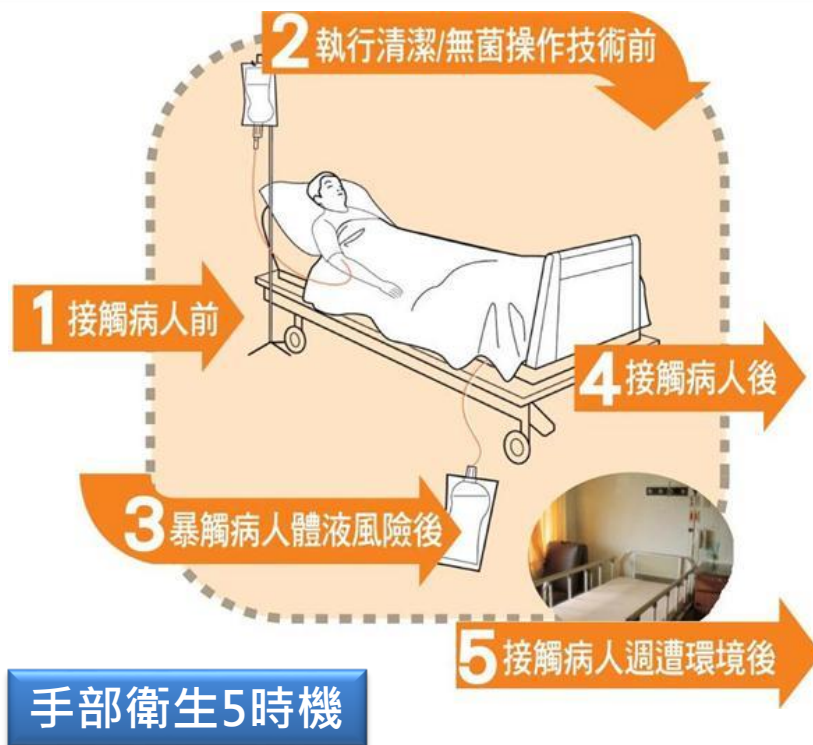 2 執行清潔/無菌操作技術前
1 接觸病人前
4 接觸病人後
3 暴觸病人體液風險後
5 接觸病人週遭環境後
手部衛生5時機